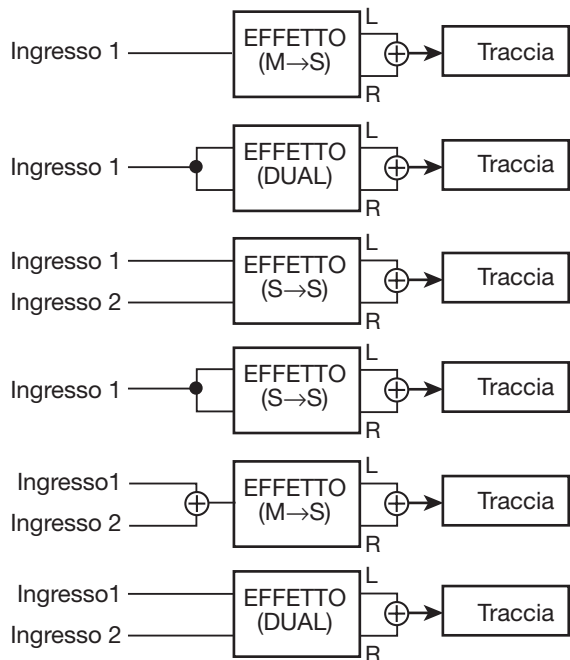 L
Ingresso 1
EFFETTO
(M→S)
Traccia
R
L
Ingresso 1
EFFETTO
(DUAL)
Traccia
R
L
Ingresso 1
EFFETTO
(S→S)
Traccia
Ingresso 2
R
L
Ingresso 1
EFFETTO
(S→S)
Traccia
R
L
Ingresso1
EFFETTO
(M→S)
Traccia
Ingresso 2
R
L
Ingresso1
EFFETTO
(DUAL)
Traccia
Ingresso 2
R